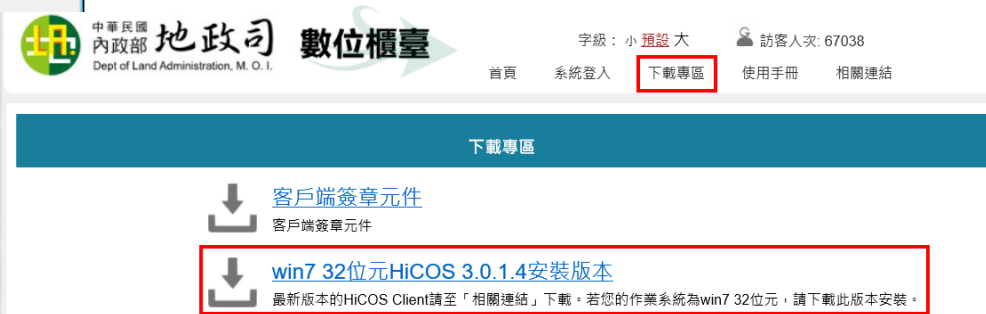 中華民國
內政部 地政司 數位櫃臺
Dept of Land Administration, M. O. I.
字級： 小 預設 大 訪客人次: 67038
首頁 系統登入 下載專區 使用手冊 相關連結
下載專區
客戶端簽章元件
客戶端簽章元件
win7 32位元HiCOS 3.0.1.4安裝版本
最新版本的HiCOS Client請至「相關連結」下載。若您的作業系統為win7 32位元，請下載此版本安裝。